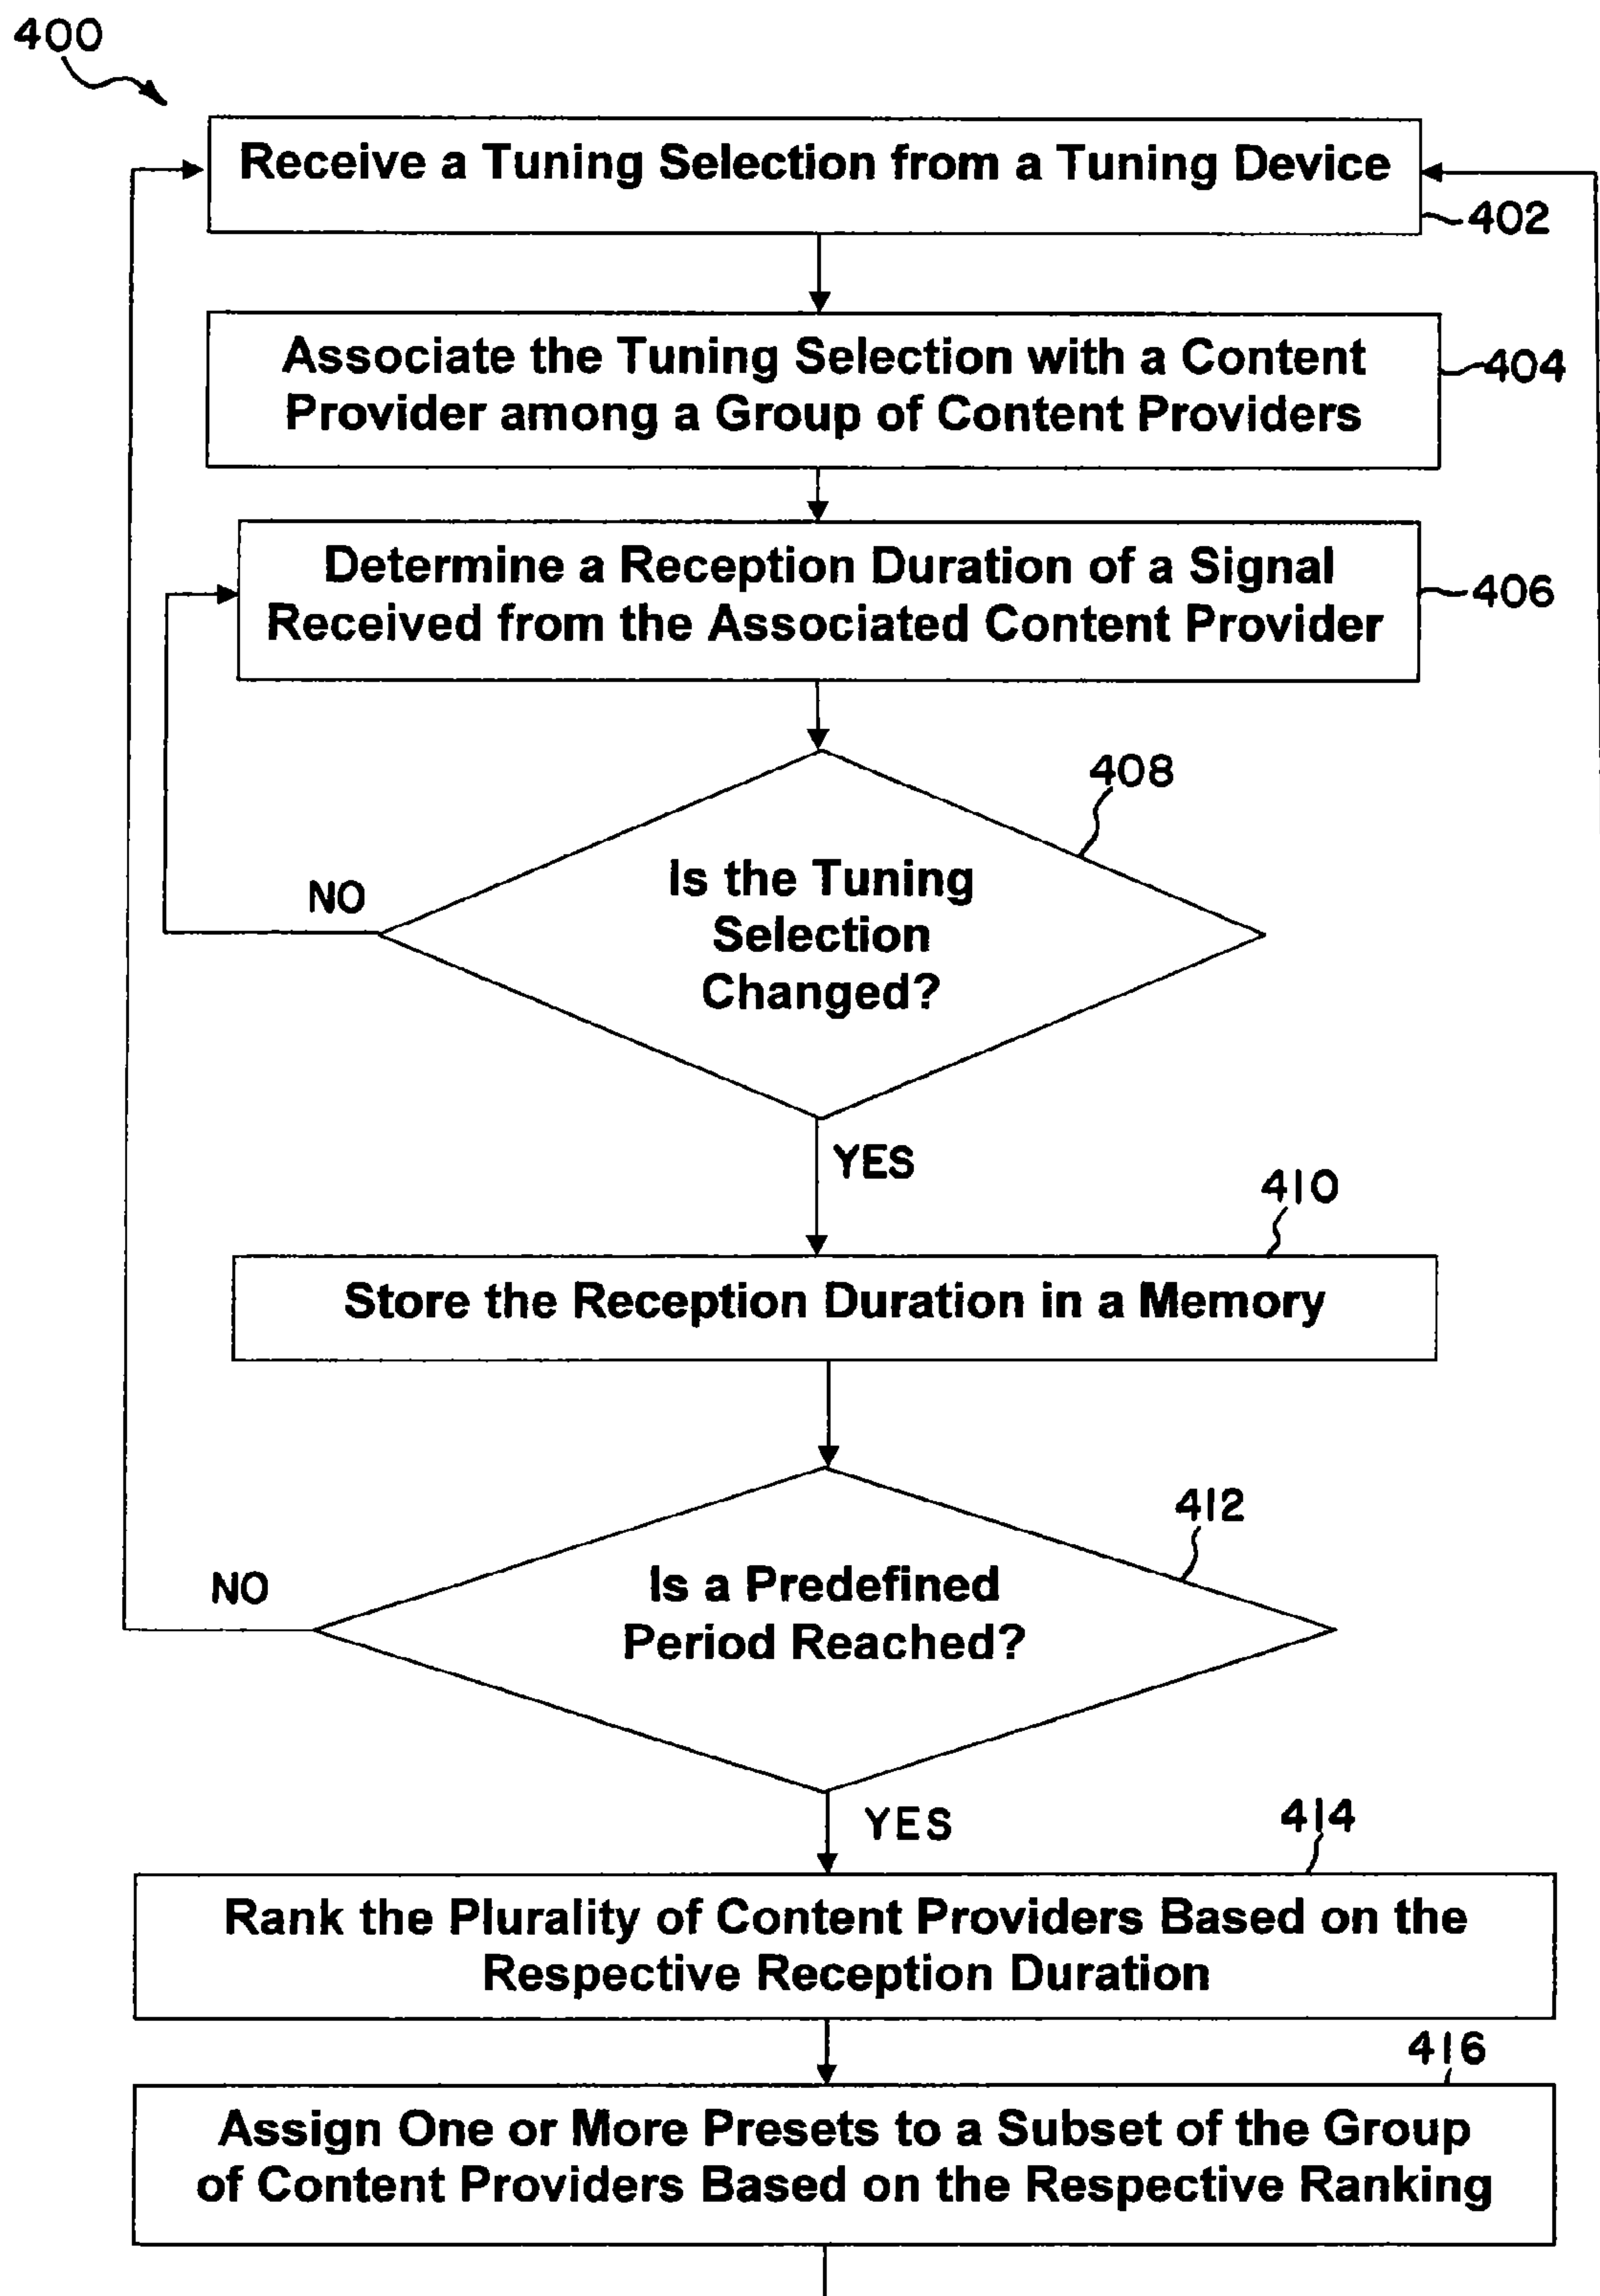 400
Receive a Tuning Selection from a Tuning Device
402
Associate the Tuning Selection with a Content
Provider among a Group of Content Providers
404
Determine a Reception Duration of a Signal
Received from the Associated Content Provider
406
408
Is the Tuning
Selection
Changed?
NO
YES
410
Store the Reception Duration in a Memory
412
Is a Predefined
Period Reached?
NO
YES
414
Rank the Plurality of Content Providers Based on the
Respective Reception Duration
416
Assign One or More Presets to a Subset of the Group
of Content Providers Based on the Respective Ranking